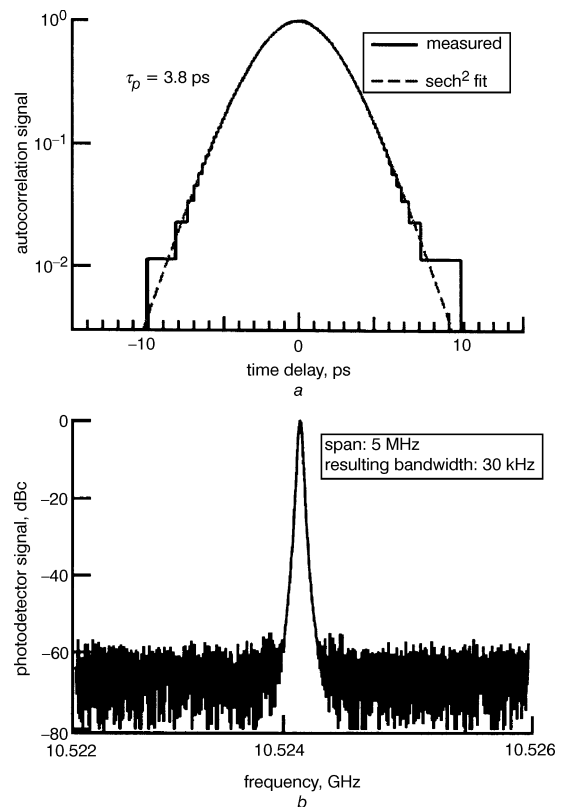 10⁰
10⁻¹
10⁻²
autocorrelation signal
τp = 3.8 ps
measured
sech² fit
–10
0
10
time delay, ps
a
0
–20
–40
–60
–80
photodetector signal, dBc
span: 5 MHz
resulting bandwidth: 30 kHz
10.522
10.524
10.526
frequency, GHz
b